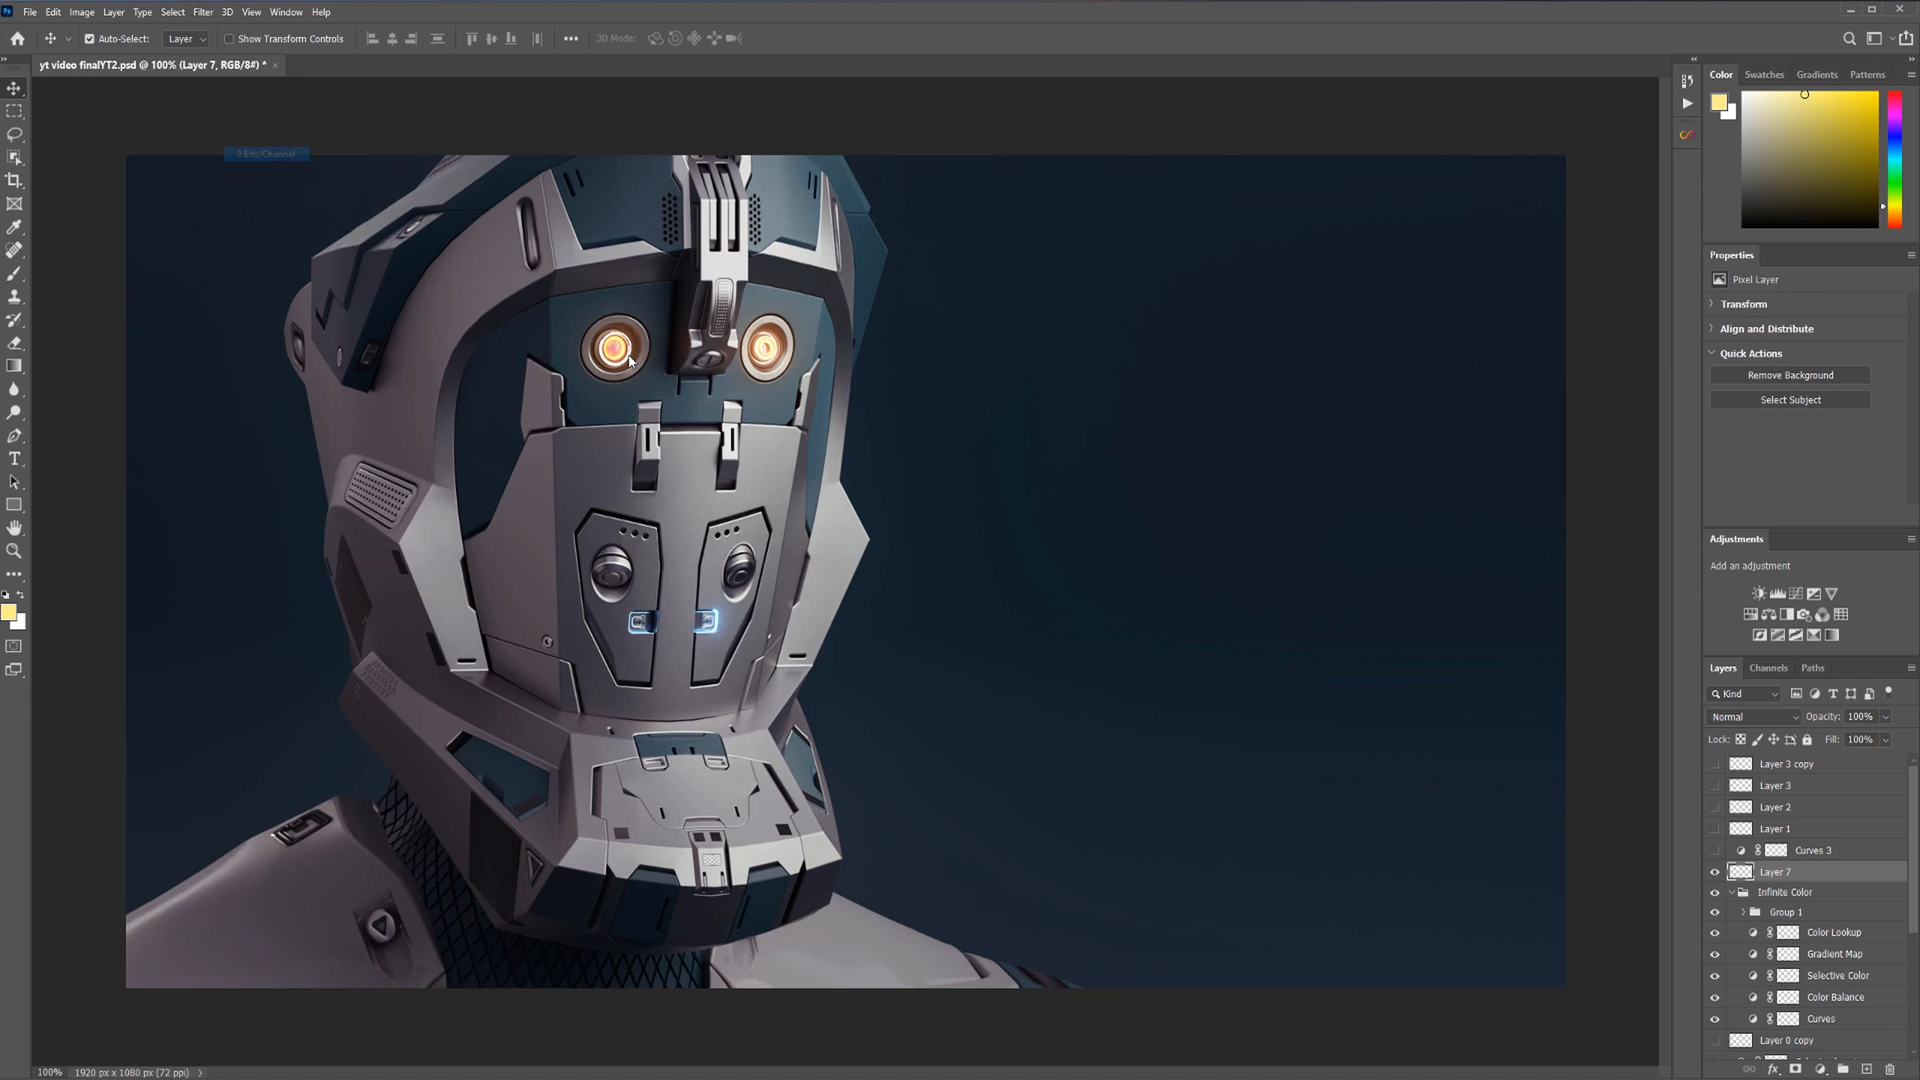 Ps File Edit Image Layer Type Select Filter 3D View Window Help
Auto-Select: Layer Show Transform Controls 3D Mode:
yt video finalYT2.psd @ 100% (Layer 7, RGB/8#) *
8 Bits/Channel
Color Swatches Gradients Patterns
Properties
Pixel Layer
Transform
Align and Distribute
Quick Actions
Remove Background
Select Subject
Adjustments
Add an adjustment
Layers Channels Paths
Kind
Normal Opacity: 100%
Lock: Fill: 100%
Layer 3 copy
Layer 3
Layer 2
Layer 1
Curves 3
Layer 7
Infinite Color
Group 1
Color Lookup
Gradient Map
Selective Color
Color Balance
Curves
Layer 0 copy
100% 1920 px x 1080 px (72 ppi)